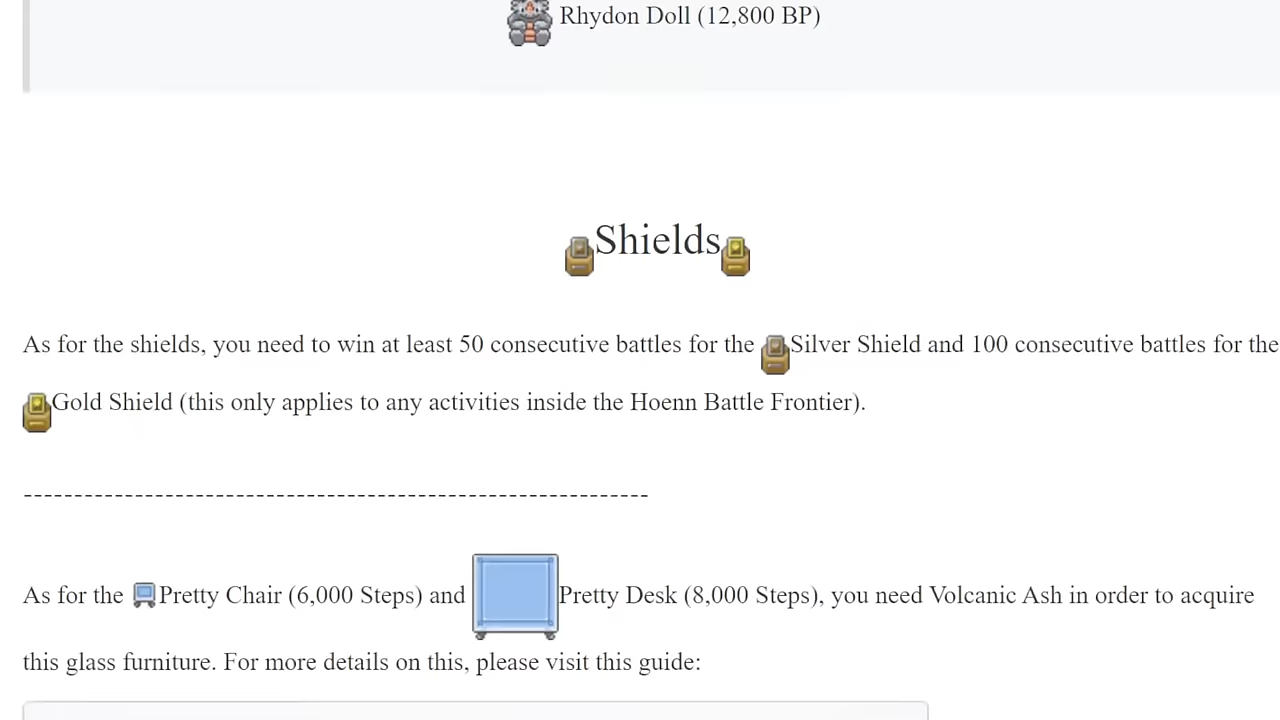 Rhydon Doll (12,800 BP)
Shields
As for the shields, you need to win at least 50 consecutive battles for the Silver Shield and 100 consecutive battles for the
Gold Shield (this only applies to any activities inside the Hoenn Battle Frontier).
--------------------------------------------------------------
As for the Pretty Chair (6,000 Steps) and Pretty Desk (8,000 Steps), you need Volcanic Ash in order to acquire
this glass furniture. For more details on this, please visit this guide: